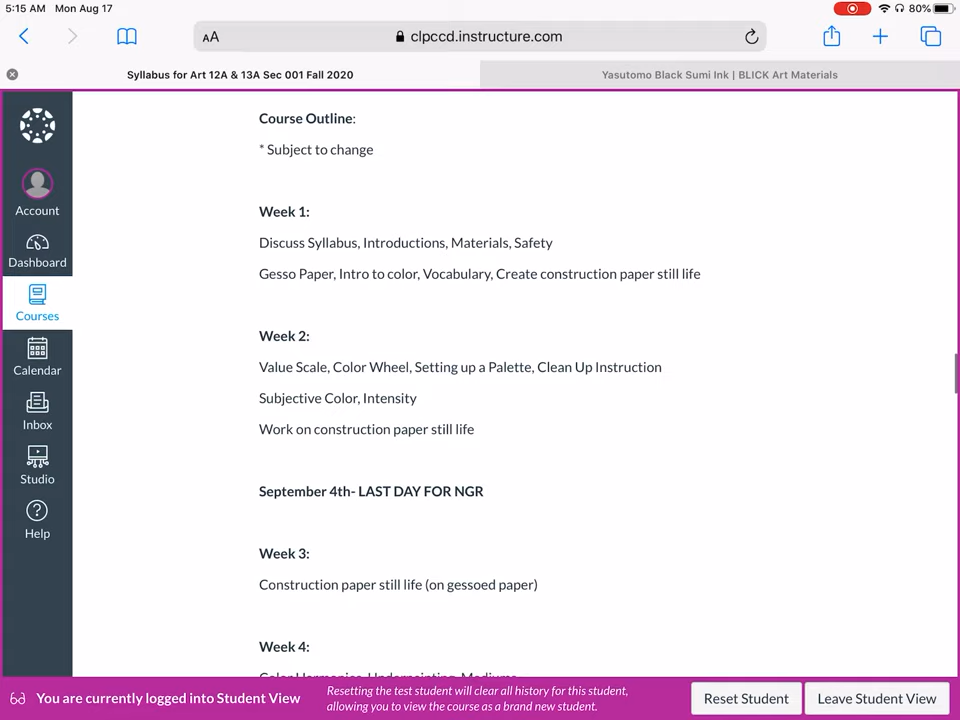 5:15 AM Mon Aug 17
80%
AA
clpccd.instructure.com
Syllabus for Art 12A & 13A Sec 001 Fall 2020
Yasutomo Black Sumi Ink | BLICK Art Materials
Account
Dashboard
Courses
Calendar
Inbox
Studio
Help
Course Outline:
* Subject to change
Week 1:
Discuss Syllabus, Introductions, Materials, Safety
Gesso Paper, Intro to color, Vocabulary, Create construction paper still life
Week 2:
Value Scale, Color Wheel, Setting up a Palette, Clean Up Instruction
Subjective Color, Intensity
Work on construction paper still life
September 4th- LAST DAY FOR NGR
Week 3:
Construction paper still life (on gessoed paper)
Week 4:
Color Harmonies, Underpainting, Mediums
You are currently logged into Student View
Resetting the test student will clear all history for this student,
allowing you to view the course as a brand new student.
Reset Student
Leave Student View